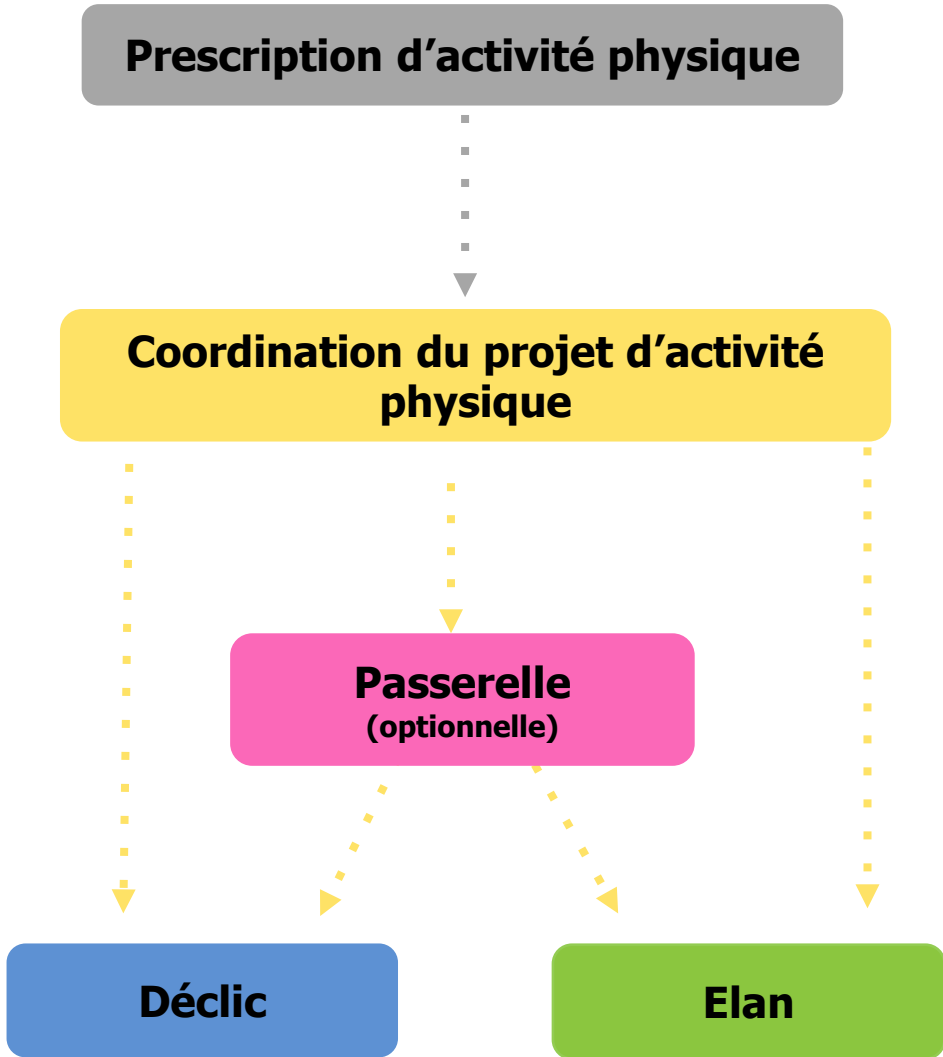 Prescription d’activité physique
Coordination du projet d’activité
physique
Passerelle
(optionnelle)
Déclic
Elan